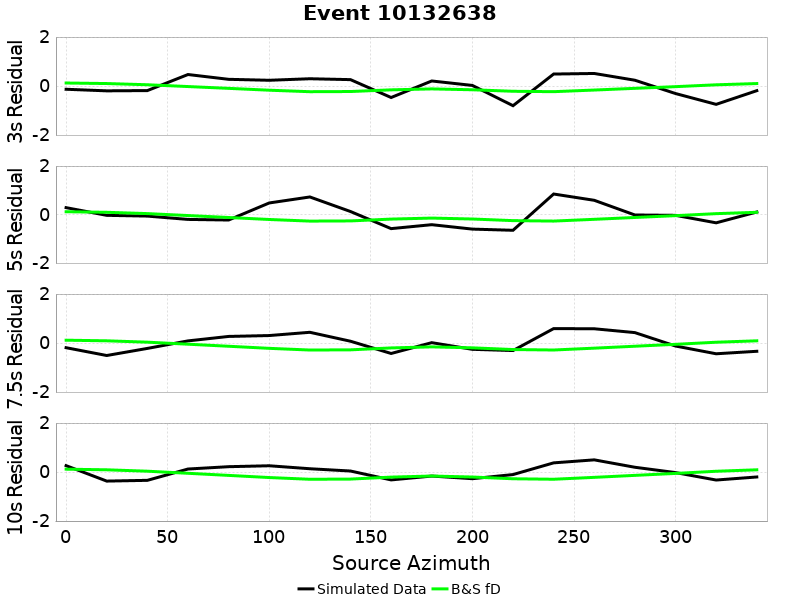 Event 10132638
3s Residual
2
0
-2
5s Residual
2
0
-2
7.5s Residual
2
0
-2
10s Residual
2
0
-2
0 50 100 150 200 250 300
Source Azimuth
Simulated Data B&S fD